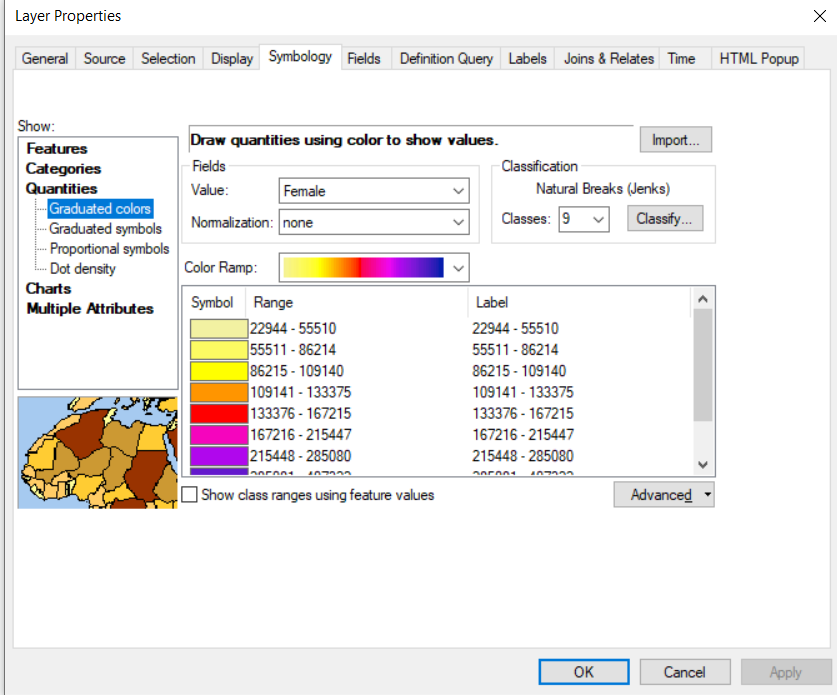 Layer Properties
General Source Selection Display Symbology Fields Definition Query Labels Joins & Relates Time HTML Popup
Show:
Features
Categories
Quantities
Graduated colors
Graduated symbols
Proportional symbols
Dot density
Charts
Multiple Attributes
Draw quantities using color to show values.
Import...
Fields
Value: Female
Normalization: none
Classification
Natural Breaks (Jenks)
Classes: 9 Classify...
Color Ramp:
Symbol Range Label
22944 - 55510 22944 - 55510
55511 - 86214 55511 - 86214
86215 - 109140 86215 - 109140
109141 - 133375 109141 - 133375
133376 - 167215 133376 - 167215
167216 - 215447 167216 - 215447
215448 - 285080 215448 - 285080
Show class ranges using feature values
Advanced
OK Cancel Apply